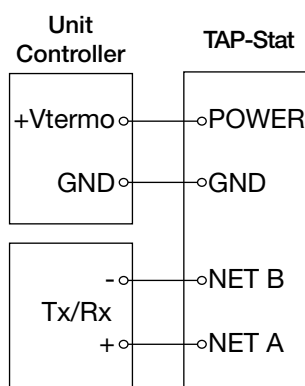 Unit
Controller
TAP-Stat
+Vtermo
POWER
GND
GND
-
NET B
Tx/Rx
+
NET A